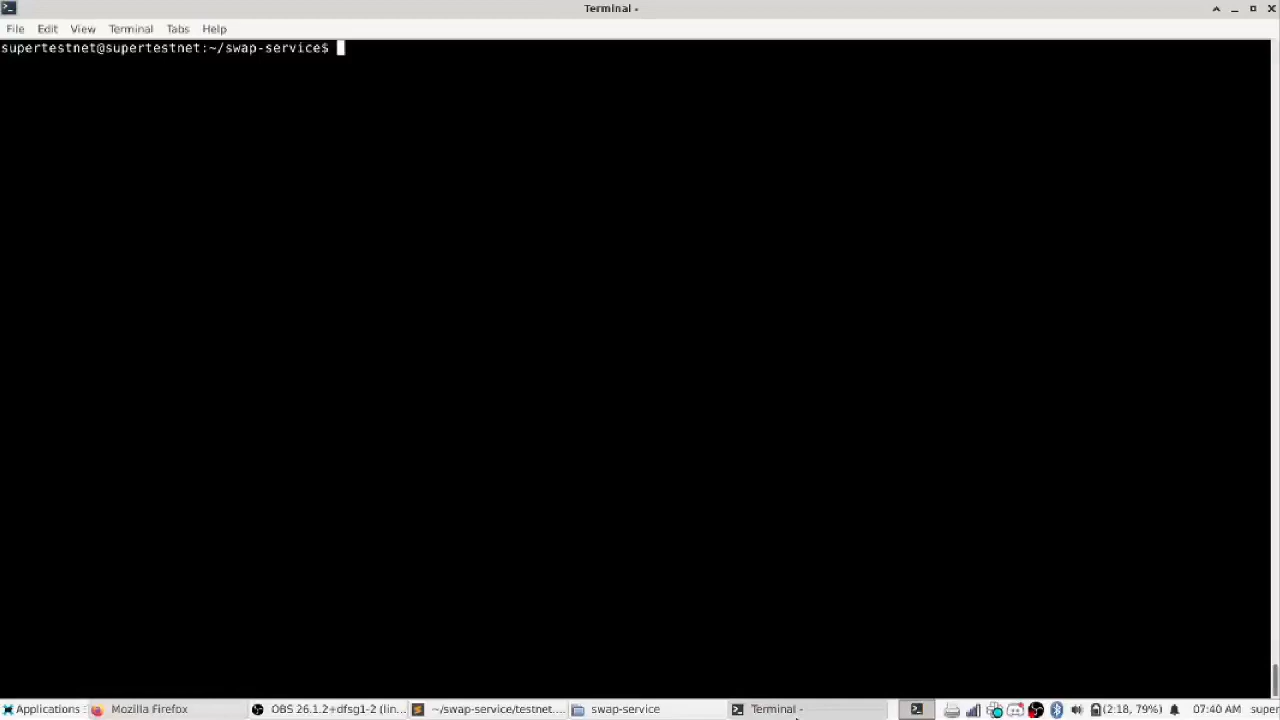 Terminal -
File Edit View Terminal Tabs Help
supertestnet@supertestnet:~/swap-service$
Applications Mozilla Firefox OBS 26.1.2+dfsg1-2 (lin... ~/swap-service/testnet.... swap-service Terminal - (2:18, 79%) 07:40 AM super